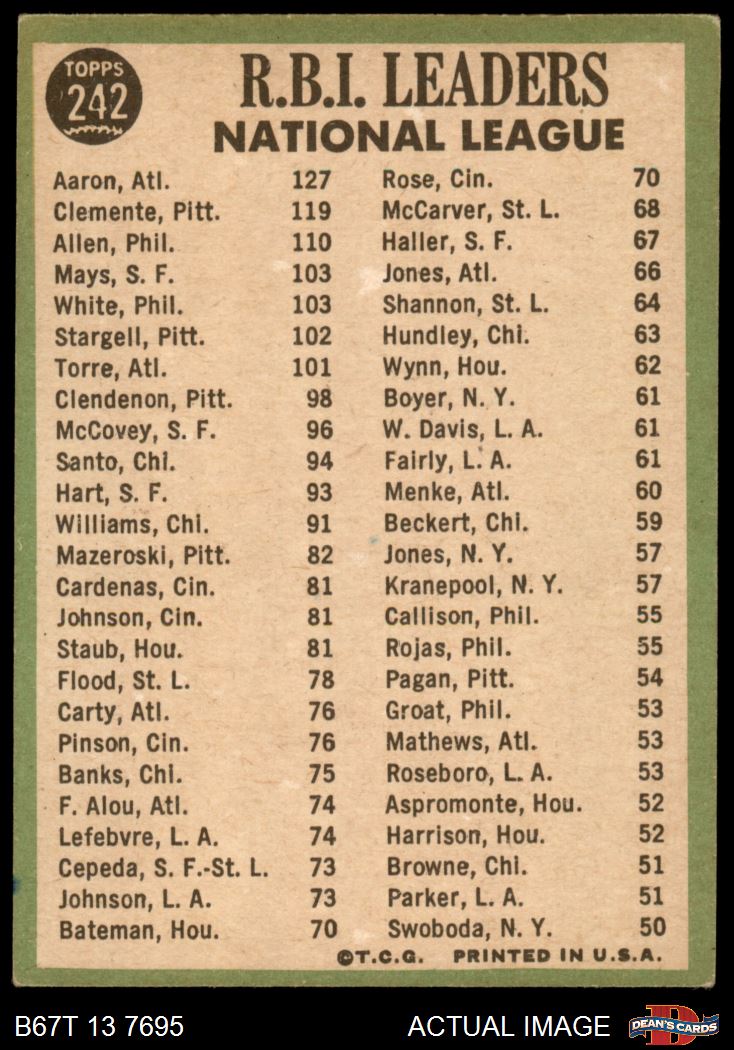 TOPPS
242
R.B.I. LEADERS
NATIONAL LEAGUE
Aaron, Atl. 127
Clemente, Pitt. 119
Allen, Phil. 110
Mays, S. F. 103
White, Phil. 103
Stargell, Pitt. 102
Torre, Atl. 101
Clendenon, Pitt. 98
McCovey, S. F. 96
Santo, Chi. 94
Hart, S. F. 93
Williams, Chi. 91
Mazeroski, Pitt. 82
Cardenas, Cin. 81
Johnson, Cin. 81
Staub, Hou. 81
Flood, St. L. 78
Carty, Atl. 76
Pinson, Cin. 76
Banks, Chi. 75
F. Alou, Atl. 74
Lefebvre, L. A. 74
Cepeda, S. F.-St. L. 73
Johnson, L. A. 73
Bateman, Hou. 70
Rose, Cin. 70
McCarver, St. L. 68
Haller, S. F. 67
Jones, Atl. 66
Shannon, St. L. 64
Hundley, Chi. 63
Wynn, Hou. 62
Boyer, N. Y. 61
W. Davis, L. A. 61
Fairly, L. A. 61
Menke, Atl. 60
Beckert, Chi. 59
Jones, N. Y. 57
Kranepool, N. Y. 57
Callison, Phil. 55
Rojas, Phil. 55
Pagan, Pitt. 54
Groat, Phil. 53
Mathews, Atl. 53
Roseboro, L. A. 53
Aspromonte, Hou. 52
Harrison, Hou. 52
Browne, Chi. 51
Parker, L. A. 51
Swoboda, N. Y. 50
©T.C.G. PRINTED IN U.S.A.
B67T 13 7695 ACTUAL IMAGE
DEAN'S CARDS